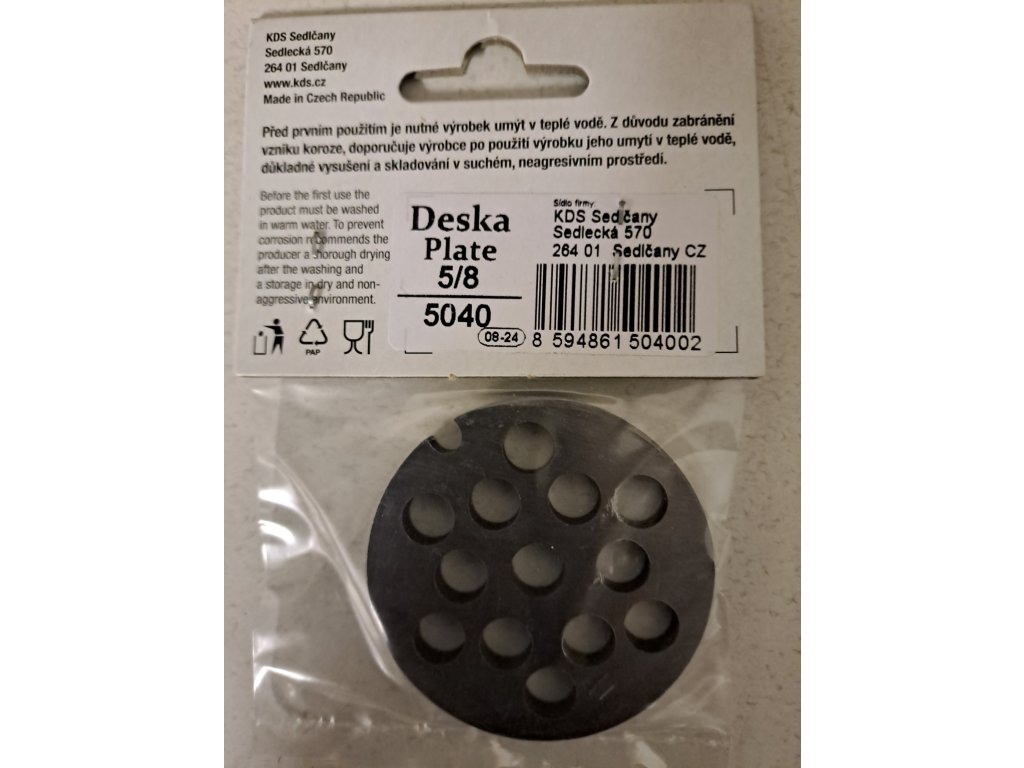 KDS Sedlčany
Sedlecká 570
264 01 Sedlčany
www.kds.cz
Made in Czech Republic
Před prvním použitím je nutné výrobek umýt v teplé vodě. Z důvodu zabránění
vzniku koroze, doporučuje výrobce po použití výrobku jeho umytí v teplé vodě,
důkladné vysušení a skladování v suchém, neagresivním prostředí.
Before the first use the
product must be washed
in warm water. To prevent
corrosion recommends the
producer a thorough drying
after the washing and
a storage in dry and non-
aggressive environment.
PAP
Deska
Plate
5/8
5040
08-24
Sídlo firmy:
KDS Sedlčany
Sedlecká 570
264 01 Sedlčany CZ
8 594861 504002